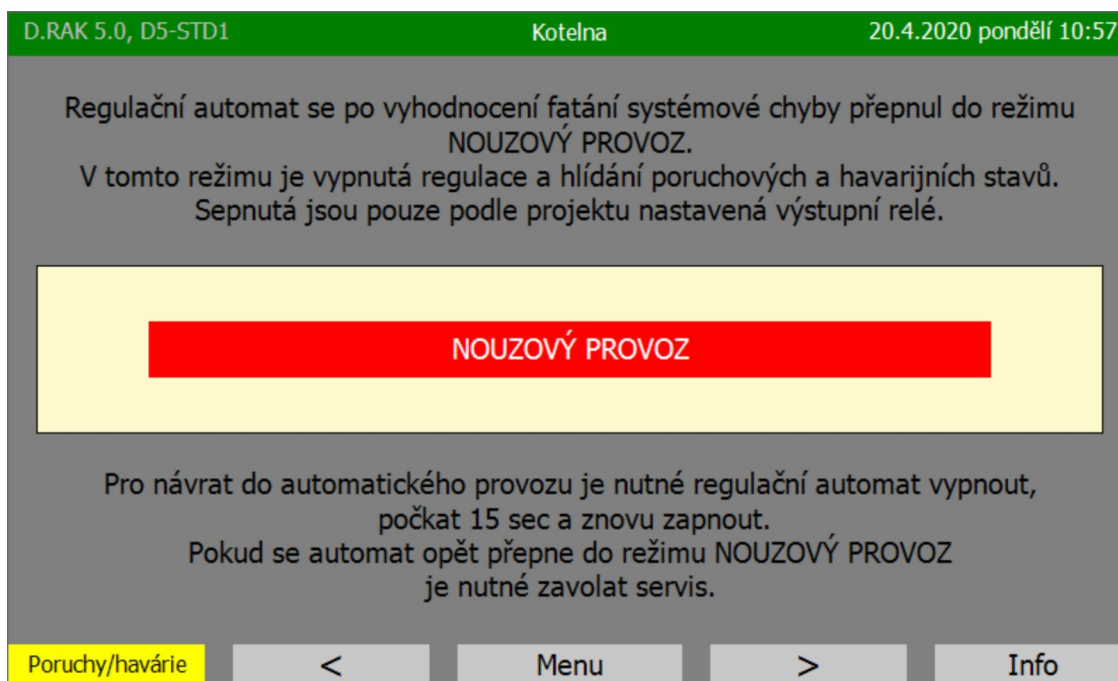 D.RAK 5.0, D5-STD1 Kotelna 20.4.2020 pondělí 10:57
Regulační automat se po vyhodnocení fatání systémové chyby přepnul do režimu
NOUZOVÝ PROVOZ.
V tomto režimu je vypnutá regulace a hlídání poruchových a havarijních stavů.
Sepnutá jsou pouze podle projektu nastavená výstupní relé.
NOUZOVÝ PROVOZ
Pro návrat do automatického provozu je nutné regulační automat vypnout,
počkat 15 sec a znovu zapnout.
Pokud se automat opět přepne do režimu NOUZOVÝ PROVOZ
je nutné zavolat servis.
Poruchy/havárie < Menu > Info